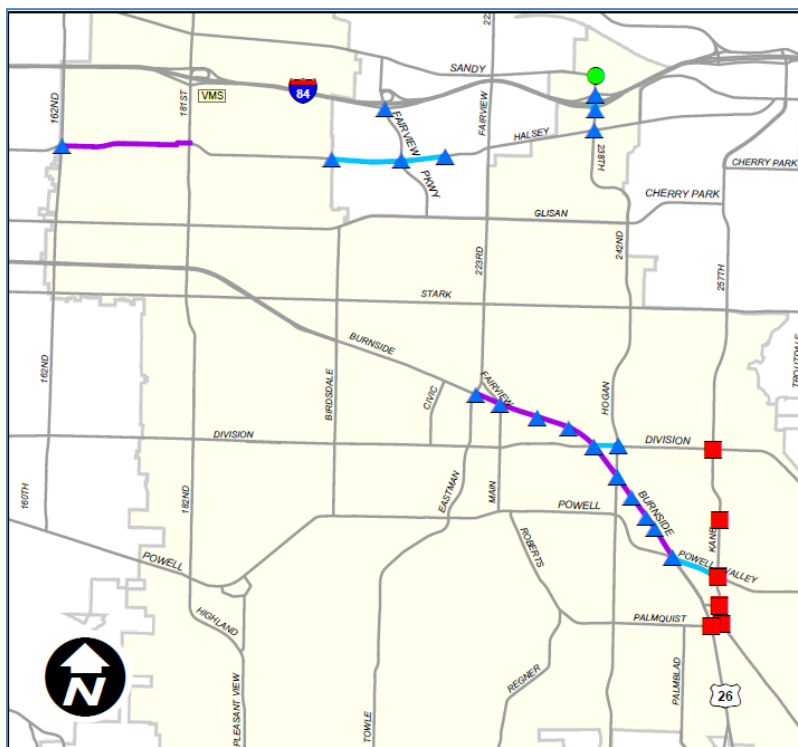 22
SANDY
162ND
181ST
VMS
84
FAIRVIEW
FAIRVIEW
PKWY
HALSEY
238TH
CHERRY PARK
CHERRY PARK
GLISAN
223RD
242ND
257TH
STARK
BURNSIDE
162ND
BIRDSDALE
CIVIC
FAIRVIEW
HOGAN
TROUTDALE
DIVISION
DIVISION
160TH
182ND
EASTMAN
MAIN
POWELL
BURNSIDE
KANE
ROBERTS
POWELL
POWELL VALLEY
HIGHLAND
PALMQUIST
N
PLEASANT VIEW
TOWLE
REGNER
PALMBLAD
26